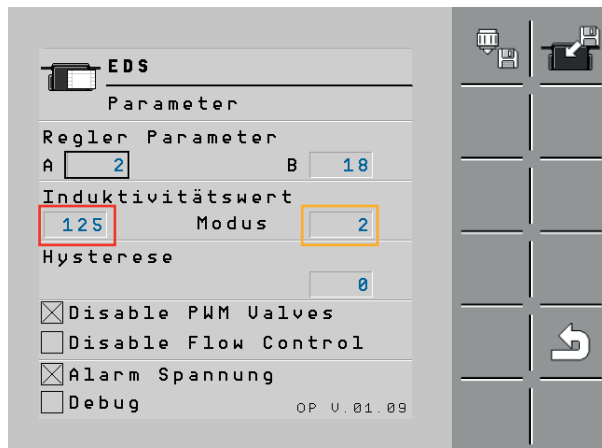 EDS
Parameter
Regler Parameter
A 2 B 18
Induktivitätswert
125 Modus 2
Hysterese
0
Disable PWM Valves
Disable Flow Control
Alarm Spannung
Debug OP V.01.09